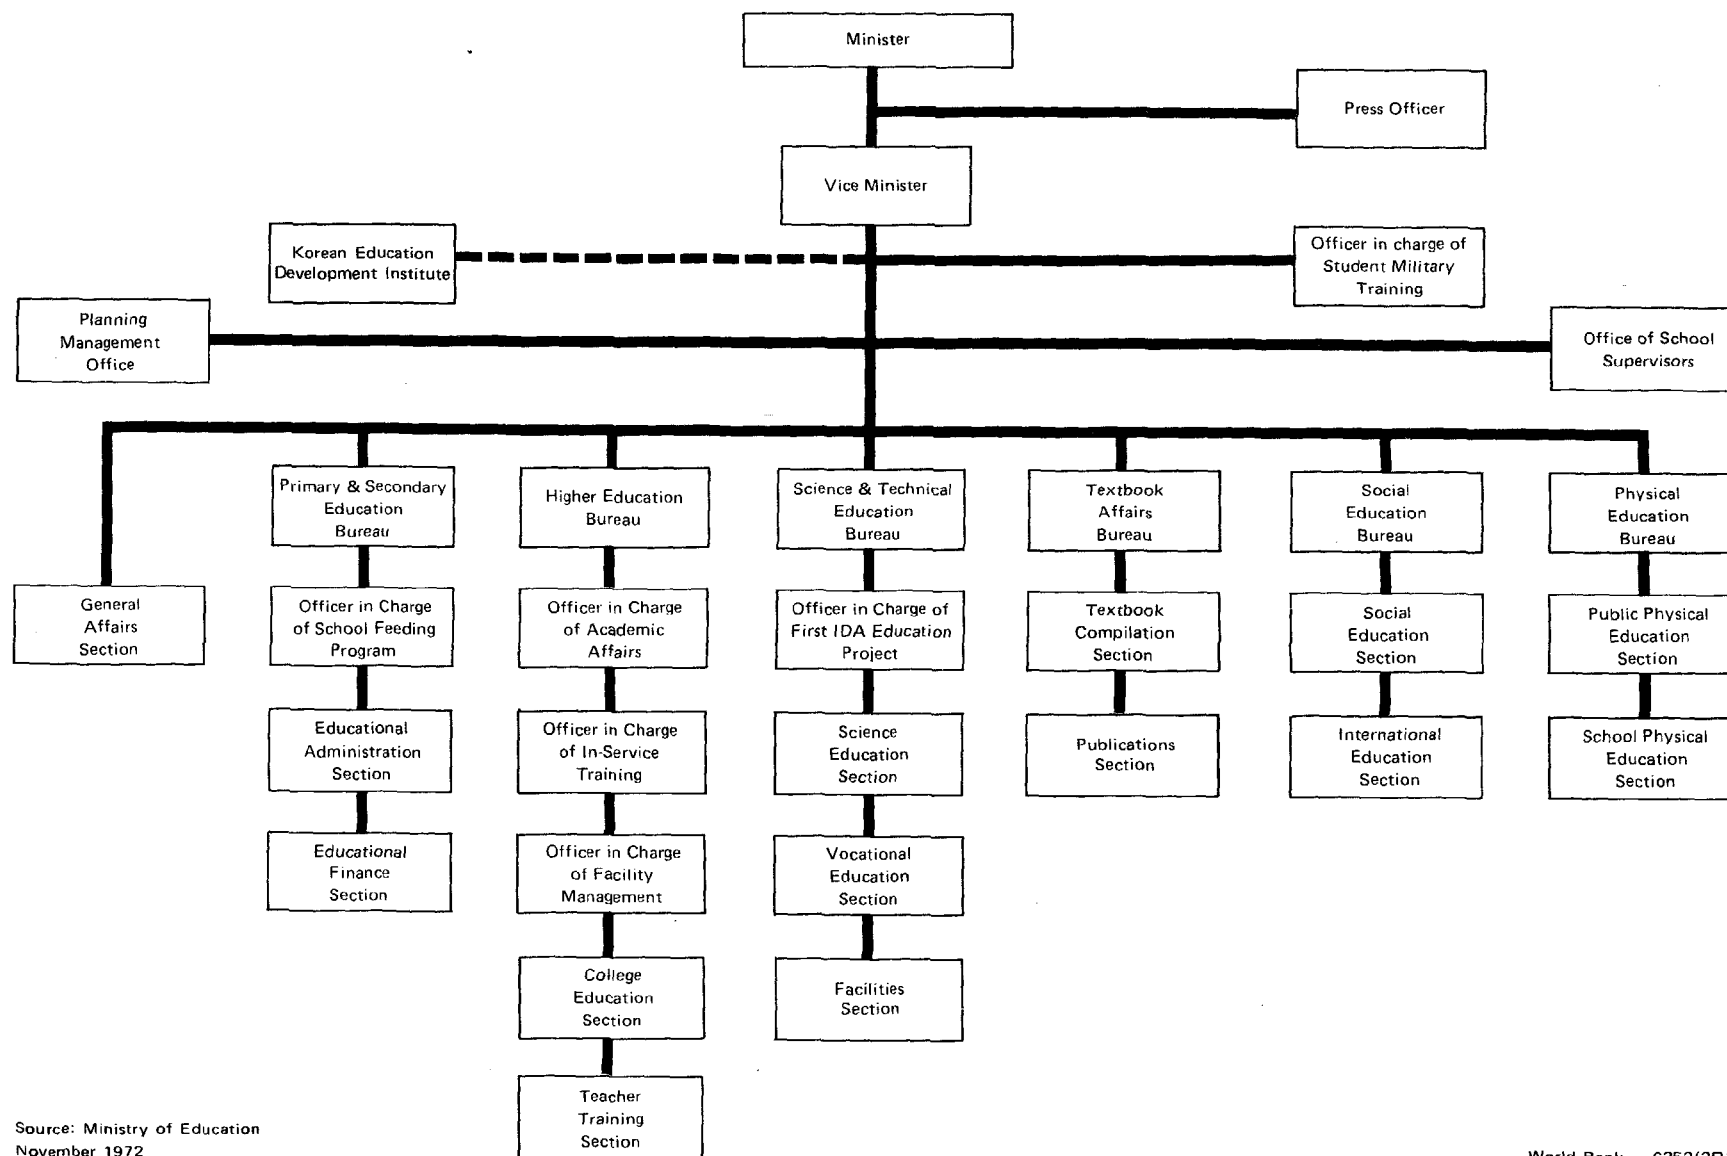 Minister
Press Officer
Vice Minister
Korean Education
Development Institute
Officer in charge of
Student Military
Training
Planning
Management
Office
Office of School
Supervisors
Primary & Secondary
Education
Bureau
Higher Education
Bureau
Science & Technical
Education
Bureau
Textbook
Affairs
Bureau
Social
Education
Bureau
Physical
Education
Bureau
General
Affairs
Section
Officer in Charge
of School Feeding
Program
Officer in Charge
of Academic
Affairs
Officer in Charge of
First IDA Education
Project
Textbook
Compilation
Section
Social
Education
Section
Public Physical
Education
Section
Educational
Administration
Section
Officer in Charge
of In-Service
Training
Science
Education
Section
Publications
Section
International
Education
Section
School Physical
Education
Section
Educational
Finance
Section
Officer in Charge
of Facility
Management
Vocational
Education
Section
College
Education
Section
Facilities
Section
Teacher
Training
Section
Source: Ministry of Education
November 1972
World Bank